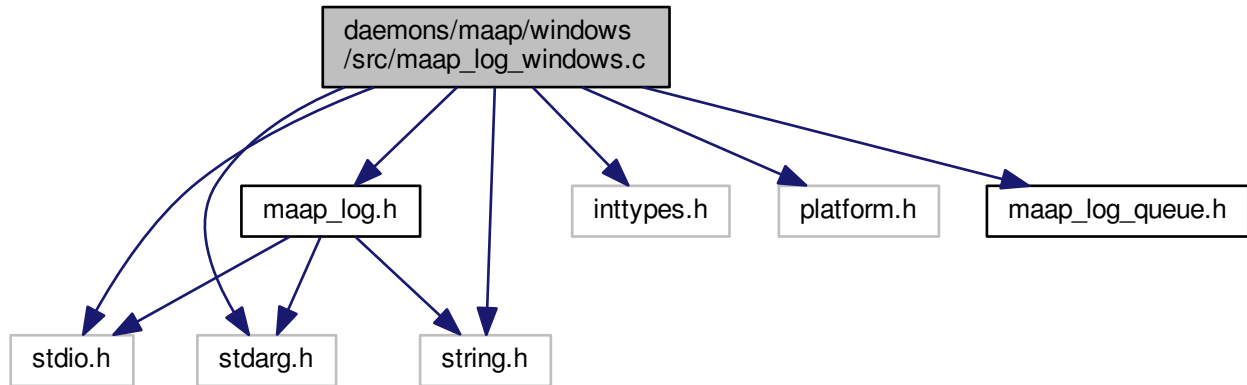 daemons/maap/windows
/src/maap_log_windows.c
maap_log.h
inttypes.h
platform.h
maap_log_queue.h
stdio.h
stdarg.h
string.h